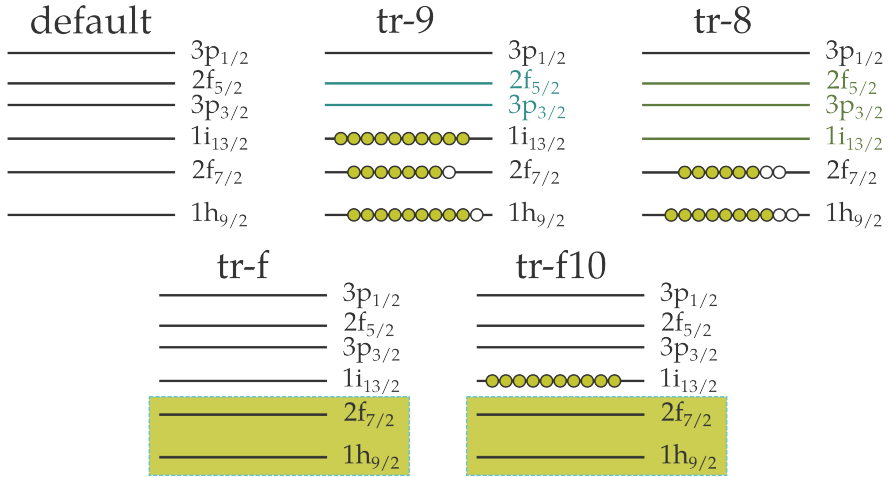 default
3p1/2
2f5/2
3p3/2
1i13/2
2f7/2
1h9/2
tr-9
3p1/2
2f5/2
3p3/2
1i13/2
2f7/2
1h9/2
tr-8
3p1/2
2f5/2
3p3/2
1i13/2
2f7/2
1h9/2
tr-f
3p1/2
2f5/2
3p3/2
1i13/2
2f7/2
1h9/2
tr-f10
3p1/2
2f5/2
3p3/2
1i13/2
2f7/2
1h9/2